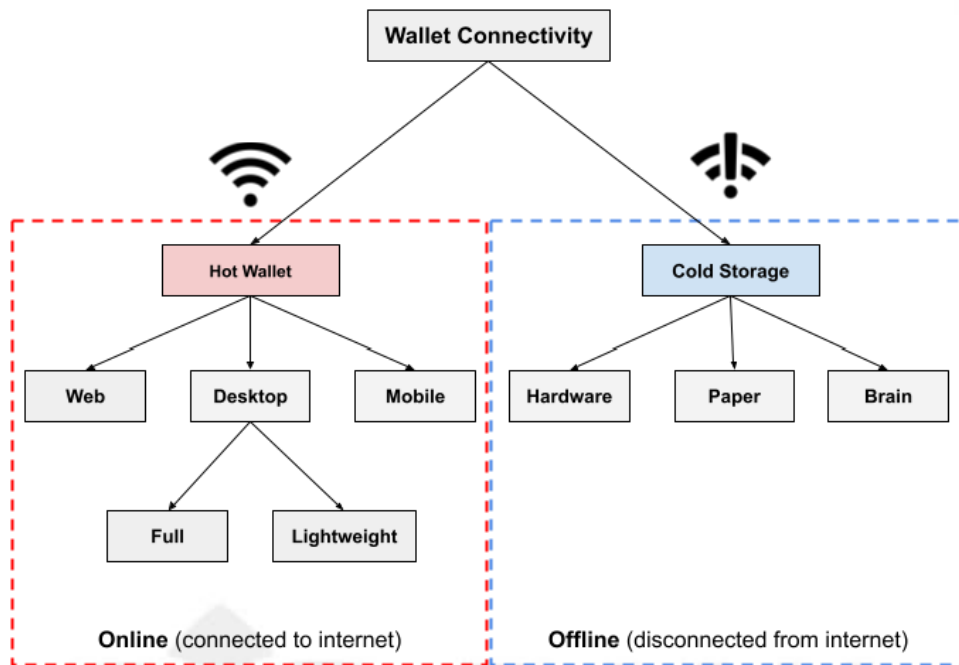 Wallet Connectivity
Hot Wallet
Cold Storage
Web
Desktop
Mobile
Hardware
Paper
Brain
Full
Lightweight
Online (connected to internet)
Offline (disconnected from internet)